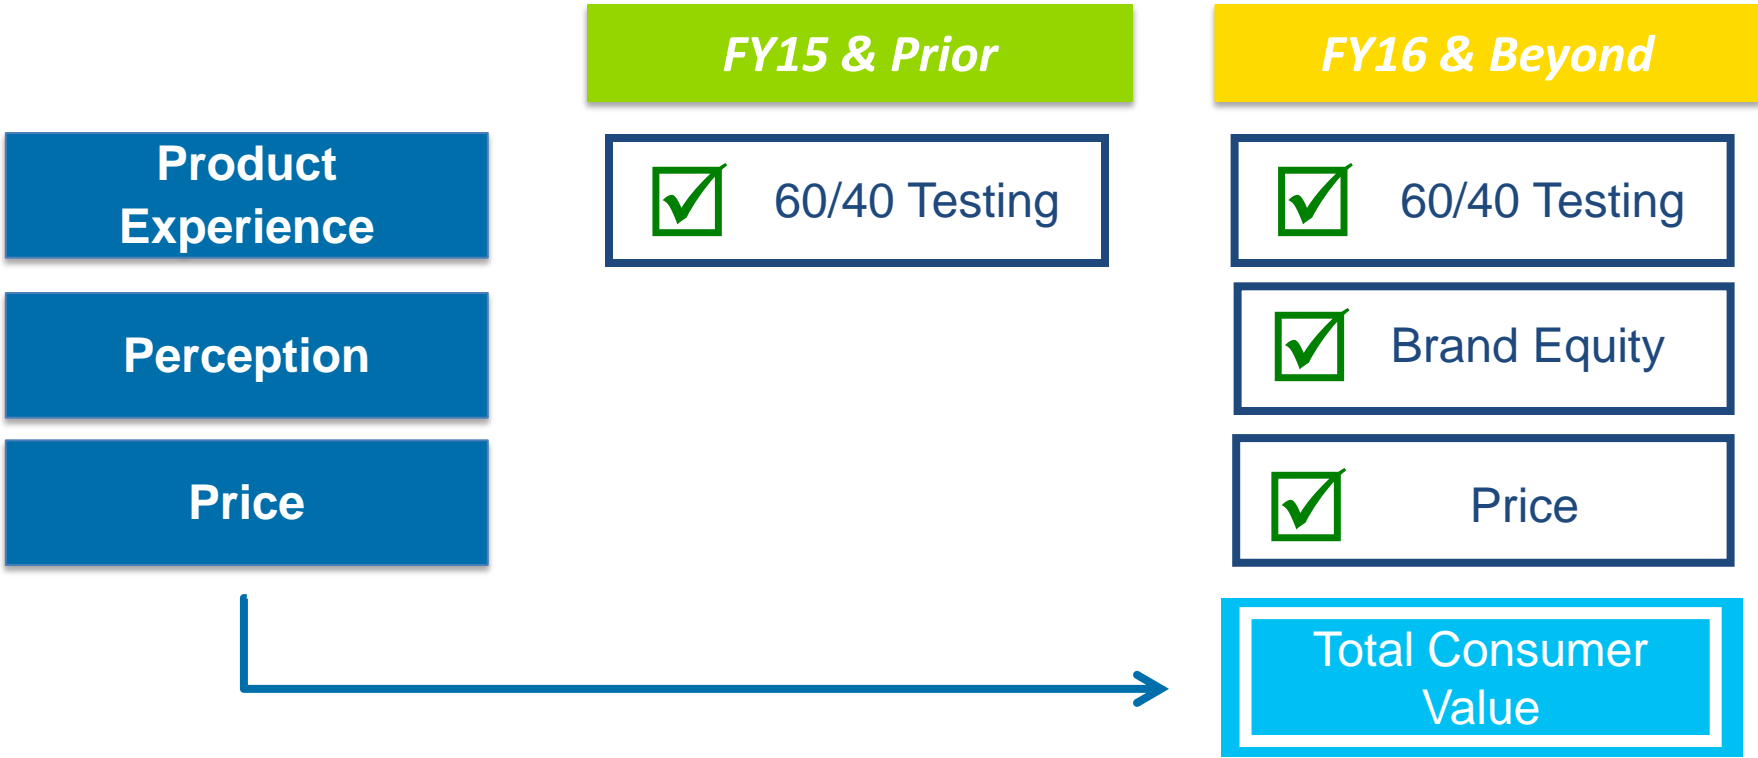 FY15 & Prior
FY16 & Beyond
Product
Experience
60/40 Testing
60/40 Testing
Perception
Brand Equity
Price
Price
Total Consumer
Value